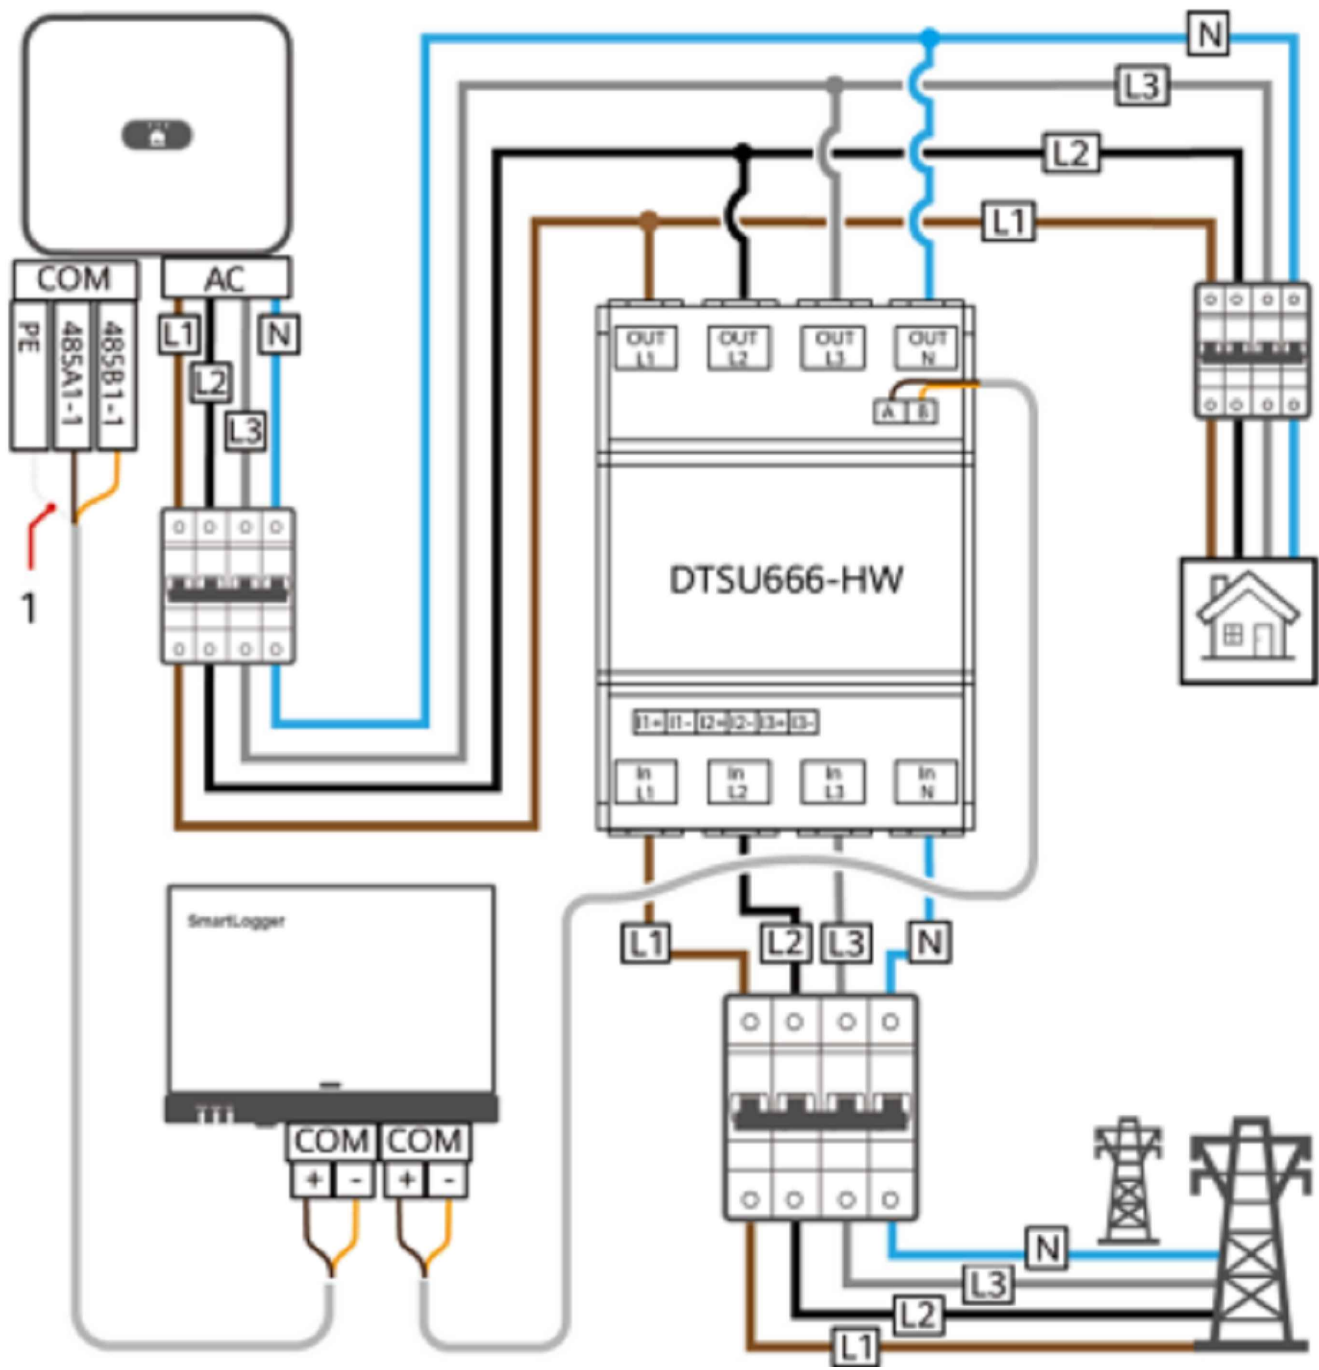 N
L3
L2
L1
COM
AC
PE
485A1-1
485B1-1
L1
N
L2
L3
OUT
L1
OUT
L2
OUT
L3
OUT
N
A
B
1
DTSU666-HW
I1+
I1-
I2+
I2-
I3+
I3-
In
L1
In
L2
In
L3
In
N
SmartLogger
L1
L2
L3
N
COM
COM
+
-
+
-
N
L3
L2
L1